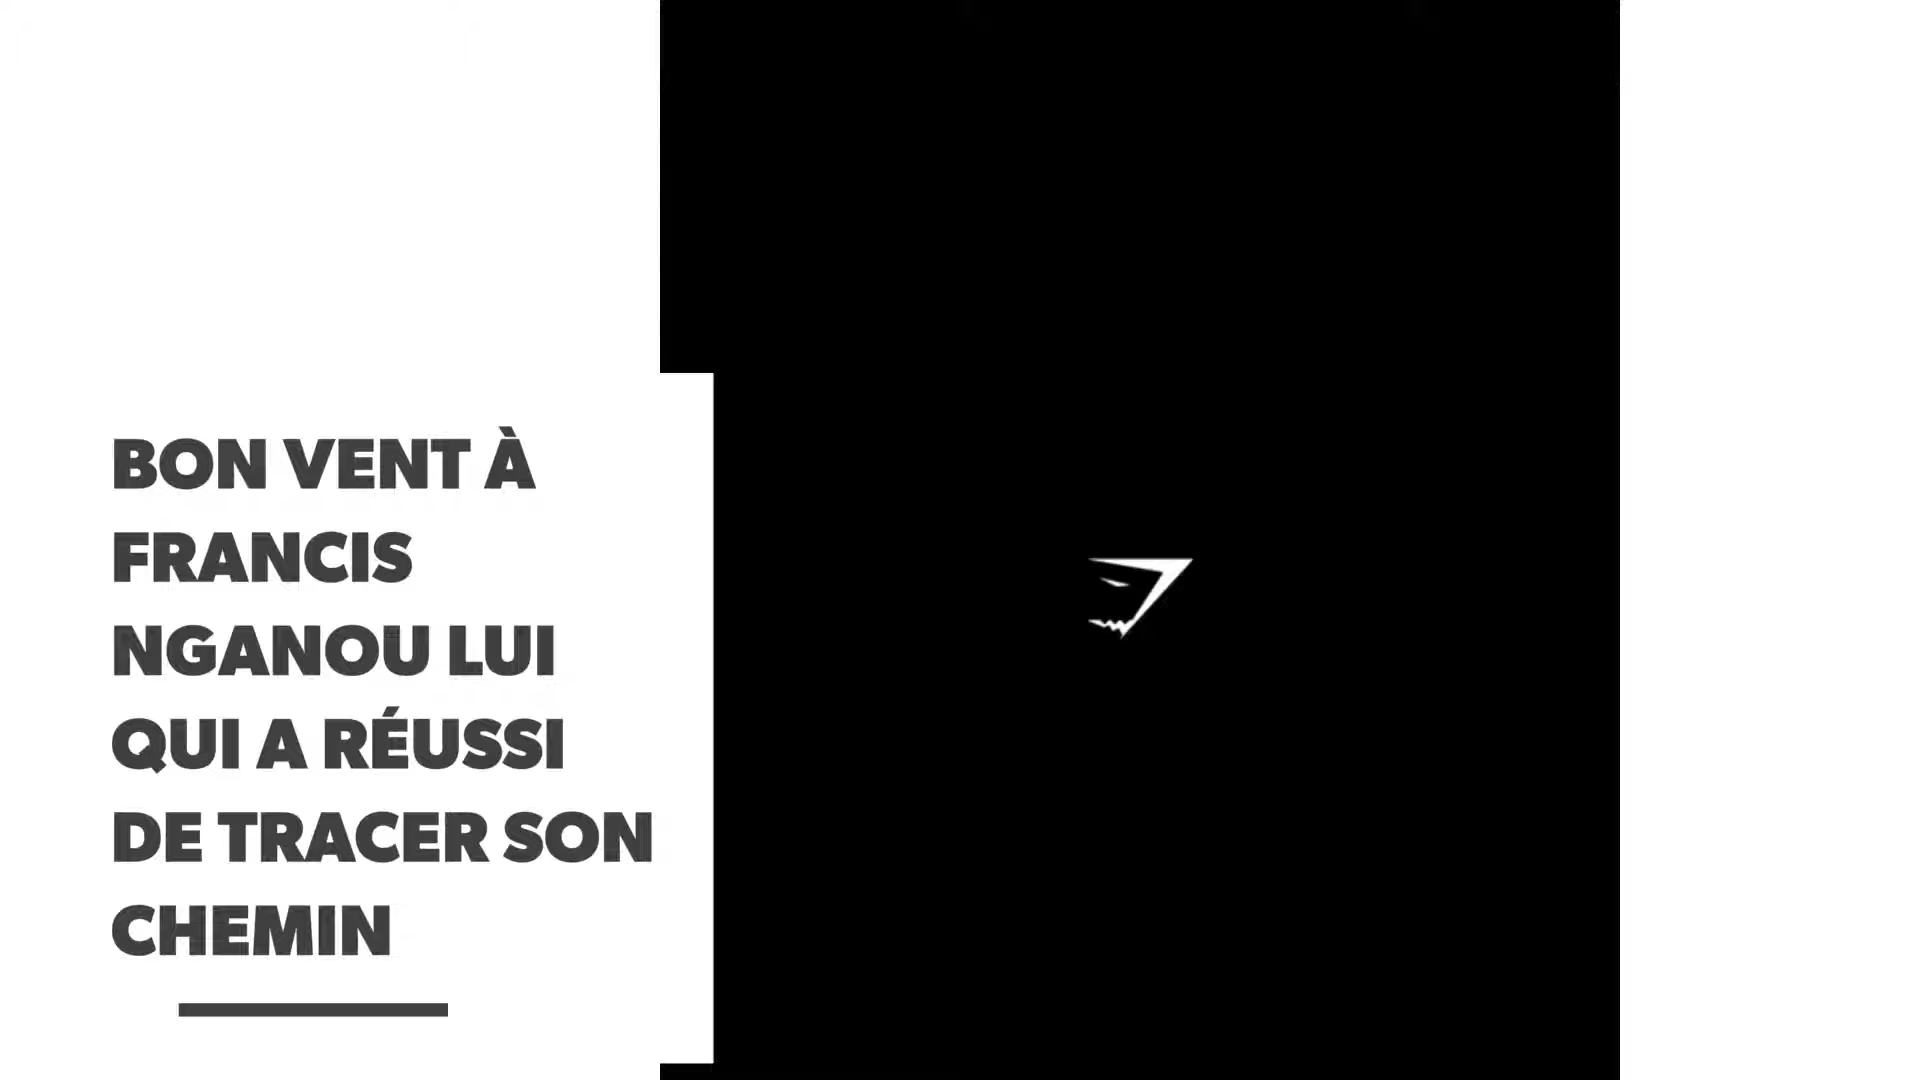 BON VENT À
FRANCIS
NGANOU LUI
QUI A RÉUSSI
DE TRACER SON
CHEMIN